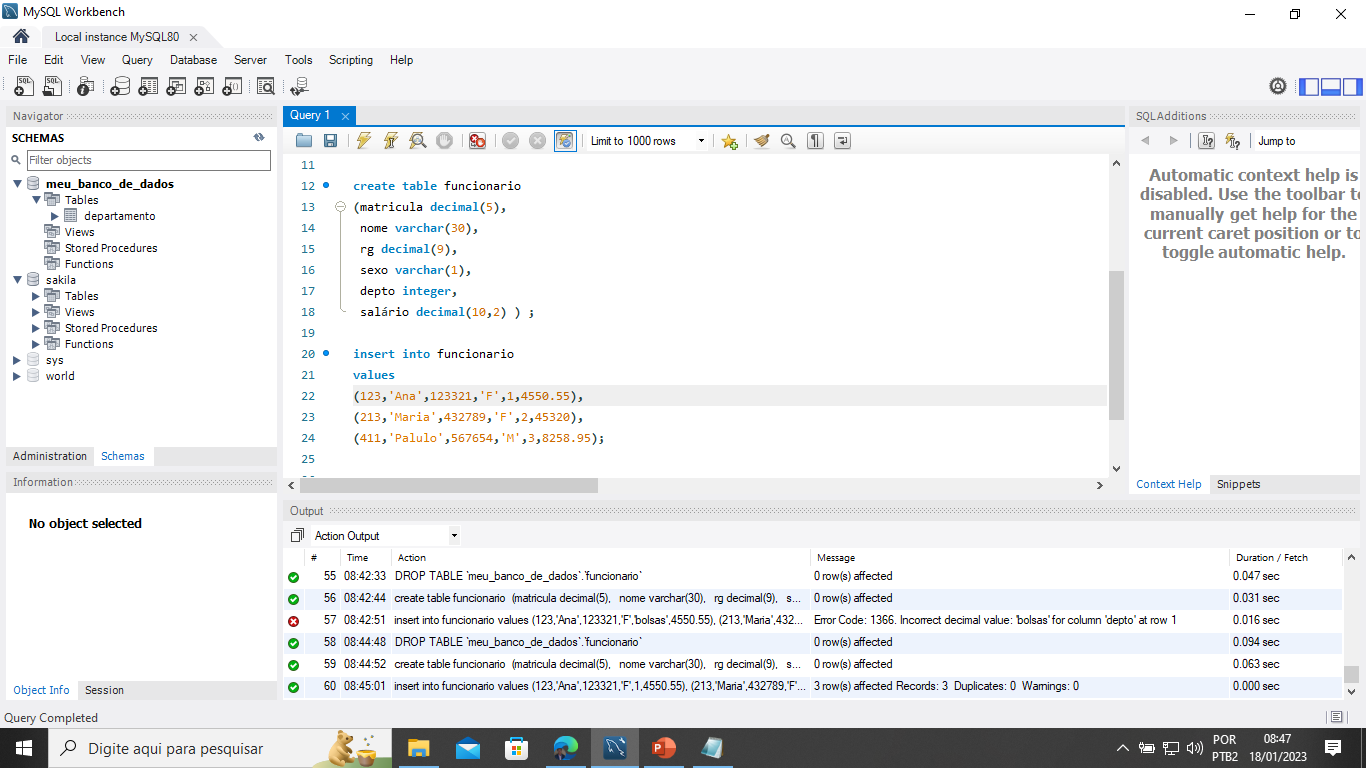 MySQL Workbench
Local instance MySQL80
File Edit View Query Database Server Tools Scripting Help
Navigator
SCHEMAS
Filter objects
meu_banco_de_dados
Tables
departamento
Views
Stored Procedures
Functions
sakila
Tables
Views
Stored Procedures
Functions
sys
world
Administration Schemas
Information
No object selected
Object Info Session
Query 1
Limit to 1000 rows
11
12 create table funcionario
13 (matricula decimal(5),
14 nome varchar(30),
15 rg decimal(9),
16 sexo varchar(1),
17 depto integer,
18 salário decimal(10,2) ) ;
19
20 insert into funcionario
21 values
22 (123,'Ana',123321,'F',1,4550.55),
23 (213,'Maria',432789,'F',2,45320),
24 (411,'Palulo',567654,'M',3,8258.95);
25
SQLAdditions
Jump to
Automatic context help is
disabled. Use the toolbar to
manually get help for the
current caret position or to
toggle automatic help.
Context Help Snippets
Output
Action Output
# Time Action Message Duration / Fetch
55 08:42:33 DROP TABLE `meu_banco_de_dados`.`funcionario` 0 row(s) affected 0.047 sec
56 08:42:44 create table funcionario (matricula decimal(5), nome varchar(30), rg decimal(9), s... 0 row(s) affected 0.031 sec
57 08:42:51 insert into funcionario values (123,'Ana',123321,'F','bolsas',4550.55), (213,'Maria',432... Error Code: 1366. Incorrect decimal value: 'bolsas' for column 'depto' at row 1 0.016 sec
58 08:44:48 DROP TABLE `meu_banco_de_dados`.`funcionario` 0 row(s) affected 0.094 sec
59 08:44:52 create table funcionario (matricula decimal(5), nome varchar(30), rg decimal(9), s... 0 row(s) affected 0.063 sec
60 08:45:01 insert into funcionario values (123,'Ana',123321,'F',1,4550.55), (213,'Maria',432789,'F'... 3 row(s) affected Records: 3 Duplicates: 0 Warnings: 0 0.000 sec
Query Completed
Digite aqui para pesquisar
POR
PTB2
08:47
18/01/2023